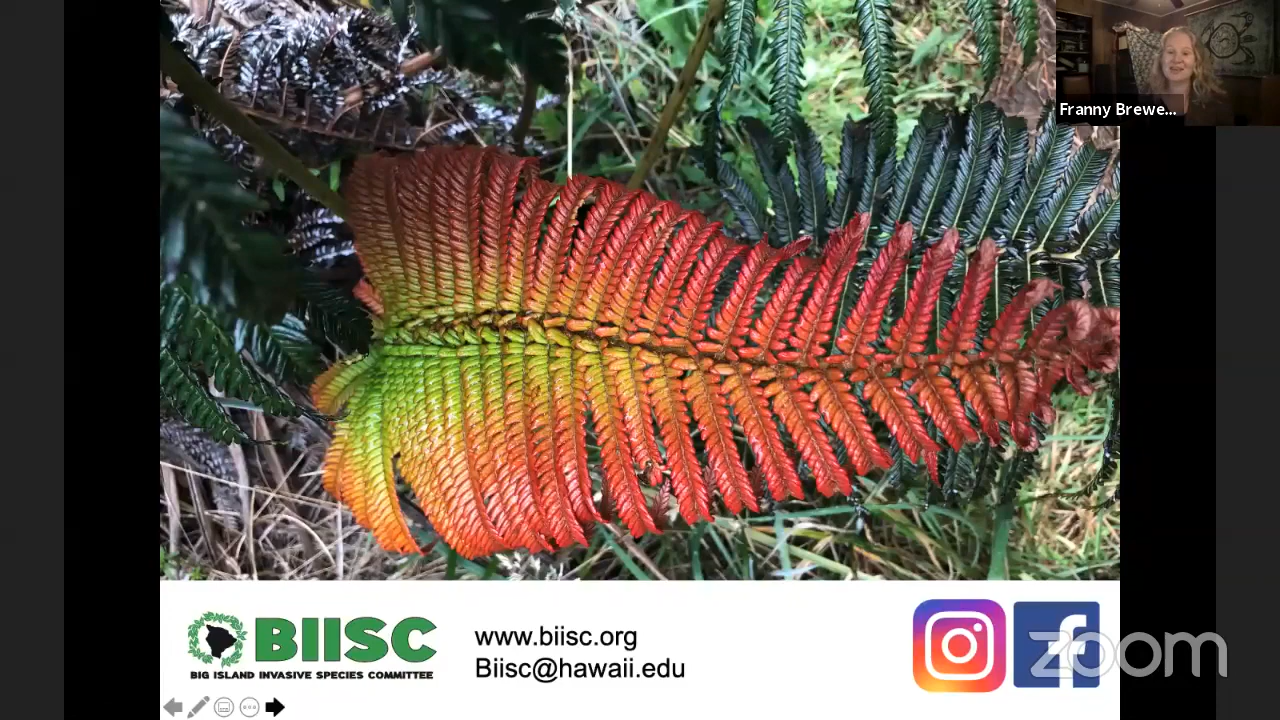 Franny Brewe...
BIISC
BIG ISLAND INVASIVE SPECIES COMMITTEE
www.biisc.org
Biisc@hawaii.edu
zoom